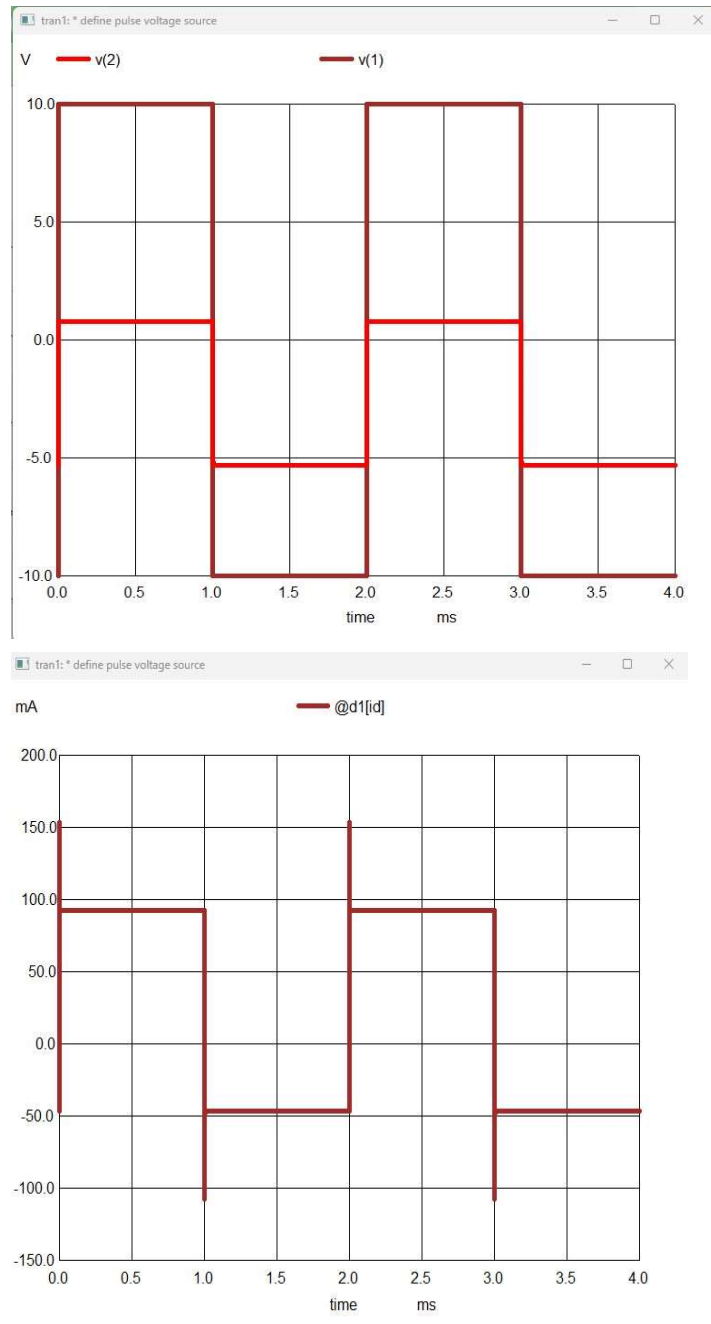 tran1: * define pulse voltage source
V v(2) v(1)
10.0
5.0
0.0
-5.0
-10.0
0.0 0.5 1.0 1.5 2.0 2.5 3.0 3.5 4.0
time ms
tran1: * define pulse voltage source
mA @d1[id]
200.0
150.0
100.0
50.0
0.0
-50.0
-100.0
-150.0
0.0 0.5 1.0 1.5 2.0 2.5 3.0 3.5 4.0
time ms